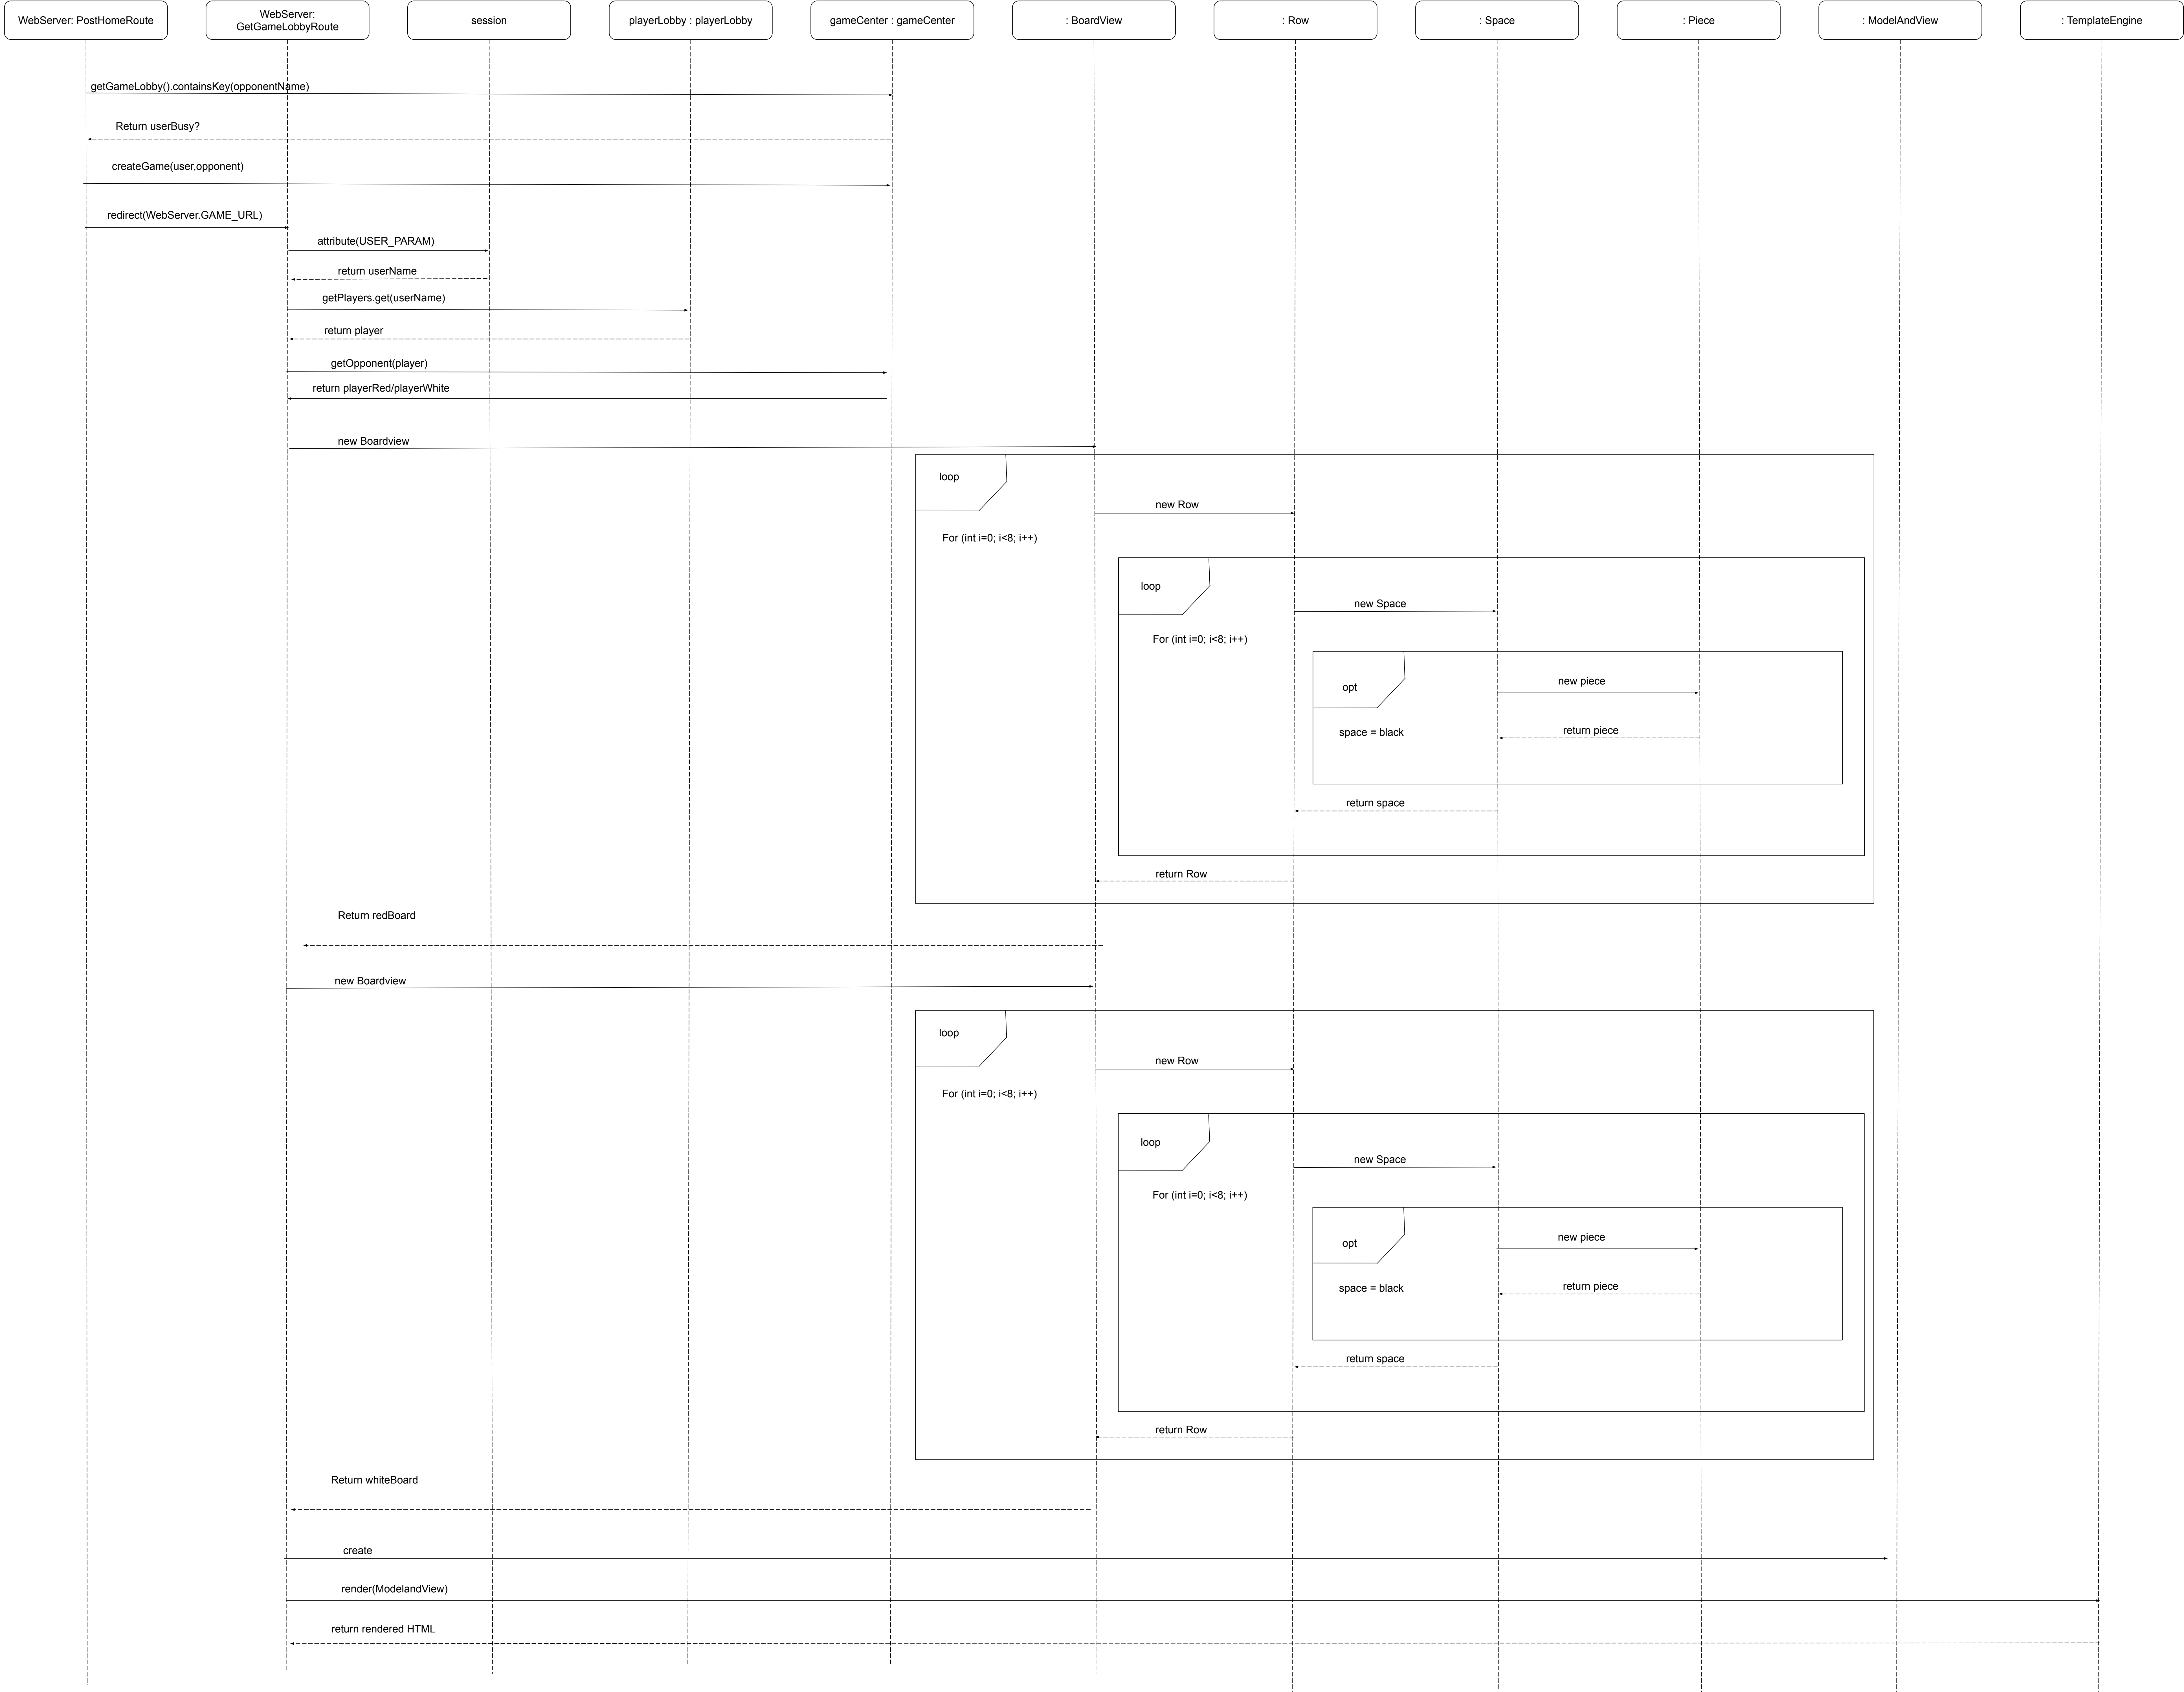 WebServer: PostHomeRoute
WebServer:
GetGameLobbyRoute
session
playerLobby : playerLobby
gameCenter : gameCenter
: BoardView
: Row
: Space
: Piece
: ModelAndView
: TemplateEngine
getGameLobby().containsKey(opponentName)
Return userBusy?
createGame(user,opponent)
redirect(WebServer.GAME_URL)
attribute(USER_PARAM)
return userName
getPlayers.get(userName)
return player
getOpponent(player)
return playerRed/playerWhite
new Boardview
loop
new Row
For (int i=0; i<8; i++)
loop
new Space
For (int i=0; i<8; i++)
new piece
opt
return piece
space = black
return space
return Row
Return redBoard
new Boardview
loop
new Row
For (int i=0; i<8; i++)
loop
new Space
For (int i=0; i<8; i++)
new piece
opt
return piece
space = black
return space
return Row
Return whiteBoard
create
render(ModelandView)
return rendered HTML